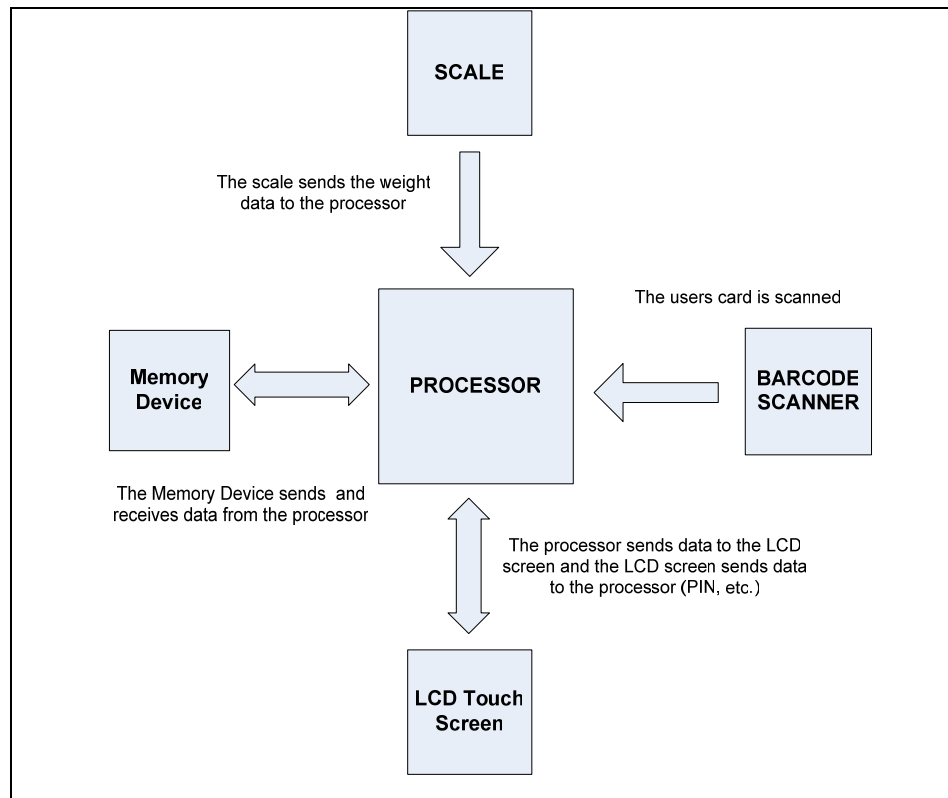 SCALE
The scale sends the weight
data to the processor
The users card is scanned
Memory
Device
PROCESSOR
BARCODE
SCANNER
The Memory Device sends and
receives data from the processor
The processor sends data to the LCD
screen and the LCD screen sends data
to the processor (PIN, etc.)
LCD Touch
Screen